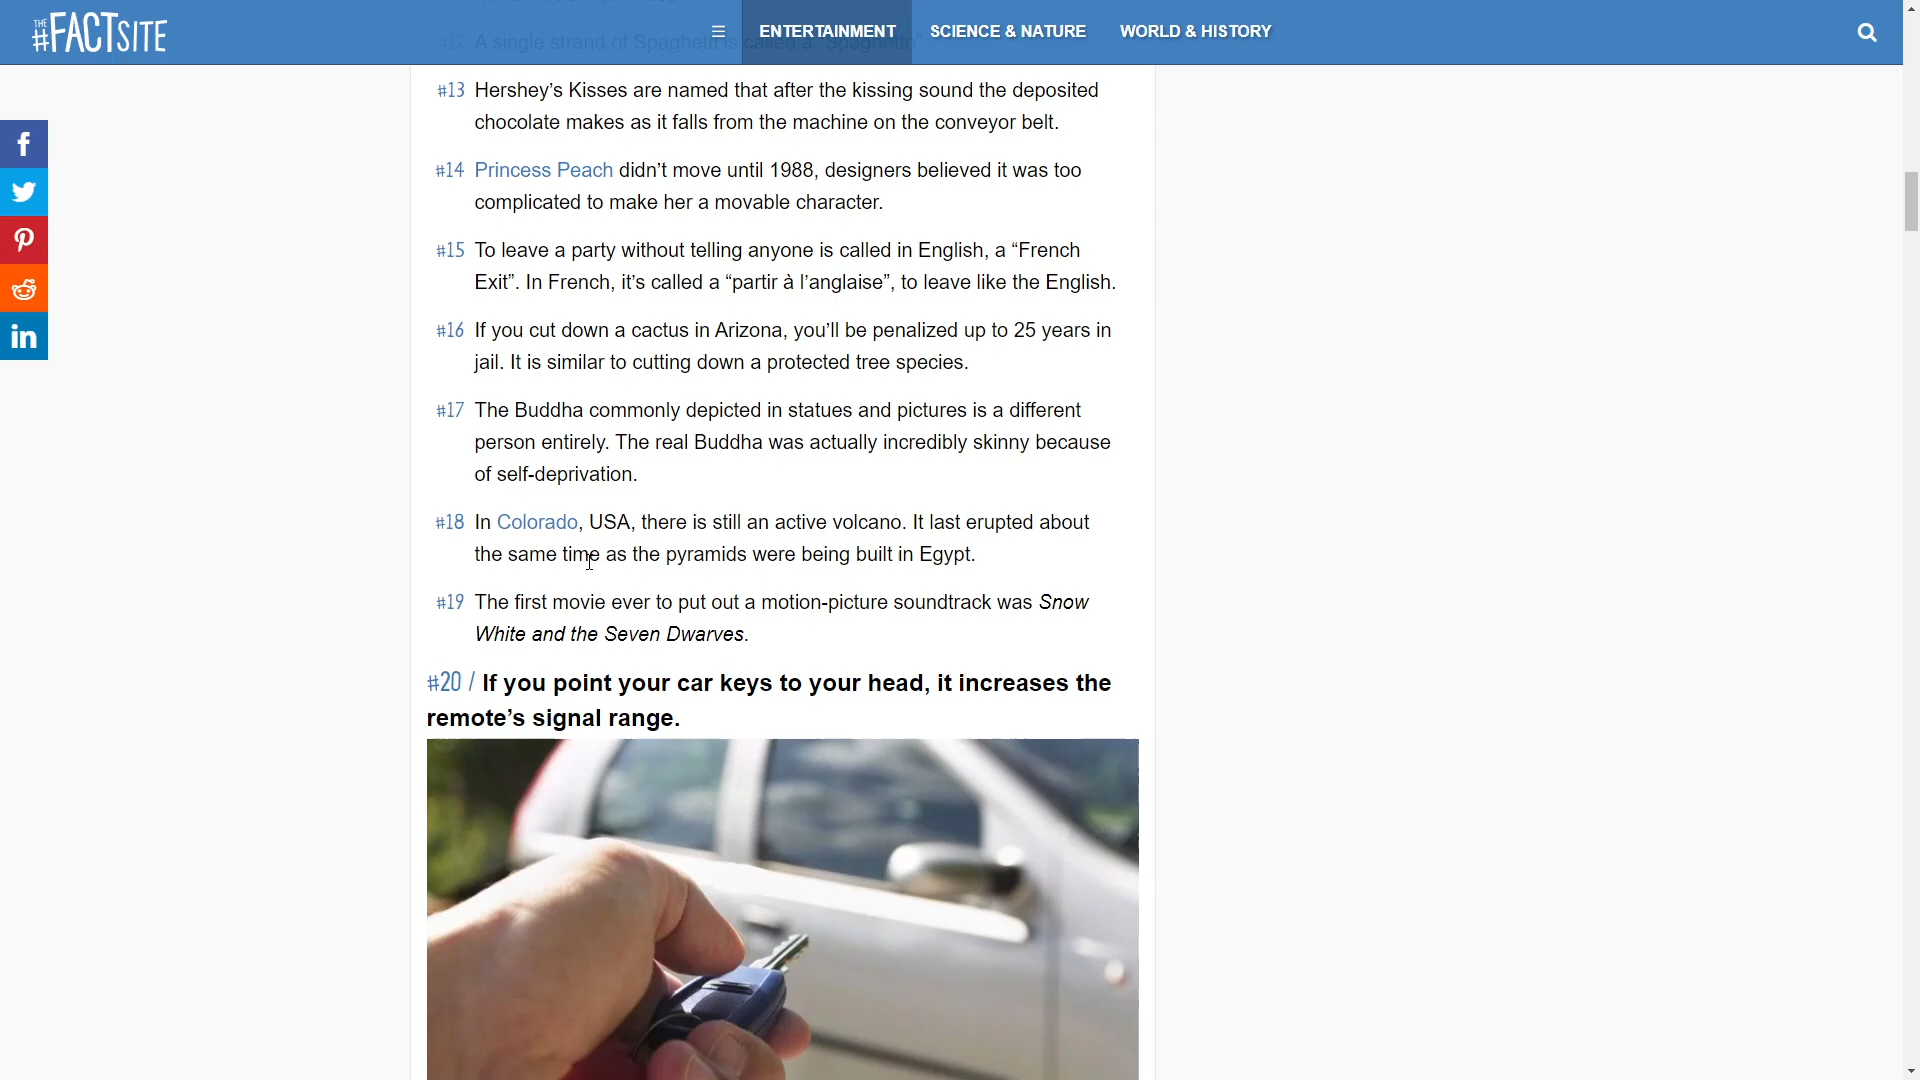 THE
#FACTSITE
☰
ENTERTAINMENT
SCIENCE & NATURE
WORLD & HISTORY
#12 A single strand of Spaghetti is called a “Spaghetto”.
#13 Hershey’s Kisses are named that after the kissing sound the deposited
chocolate makes as it falls from the machine on the conveyor belt.
#14 Princess Peach didn’t move until 1988, designers believed it was too
complicated to make her a movable character.
#15 To leave a party without telling anyone is called in English, a “French
Exit”. In French, it’s called a “partir à l’anglaise”, to leave like the English.
#16 If you cut down a cactus in Arizona, you’ll be penalized up to 25 years in
jail. It is similar to cutting down a protected tree species.
#17 The Buddha commonly depicted in statues and pictures is a different
person entirely. The real Buddha was actually incredibly skinny because
of self-deprivation.
#18 In Colorado, USA, there is still an active volcano. It last erupted about
the same time as the pyramids were being built in Egypt.
#19 The first movie ever to put out a motion-picture soundtrack was Snow
White and the Seven Dwarves.
#20 / If you point your car keys to your head, it increases the
remote’s signal range.